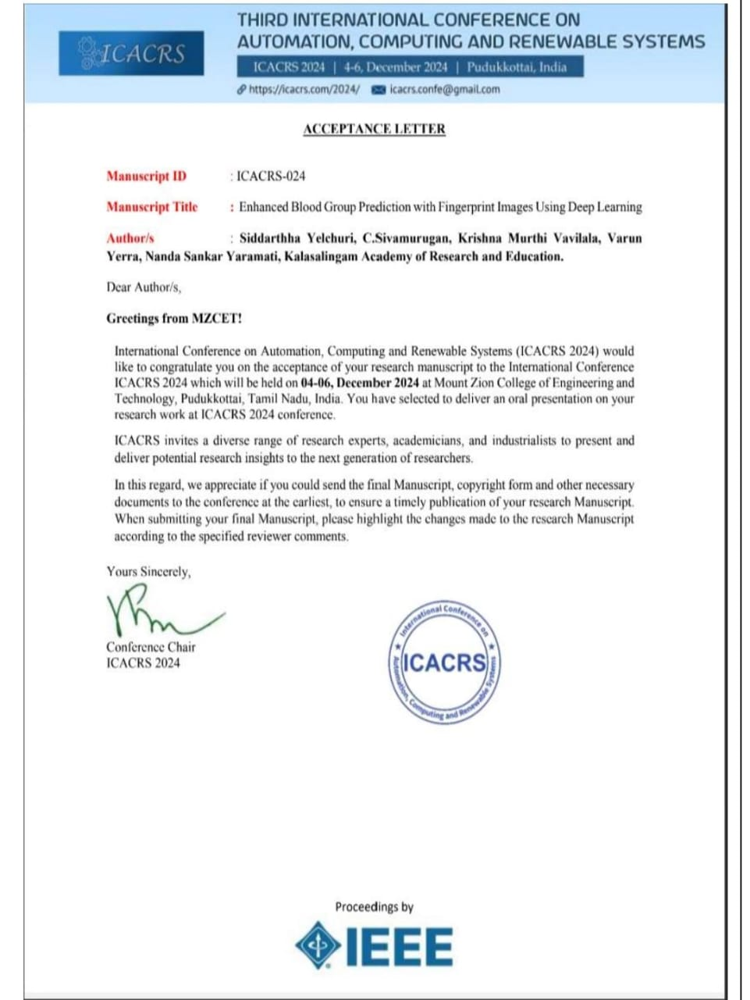 ICACRS
THIRD INTERNATIONAL CONFERENCE ON
AUTOMATION, COMPUTING AND RENEWABLE SYSTEMS
ICACRS 2024 | 4-6, December 2024 | Pudukkottai, India
https://icacrs.com/2024/ icacrs.confe@gmail.com
ACCEPTANCE LETTER
Manuscript ID : ICACRS-024
Manuscript Title : Enhanced Blood Group Prediction with Fingerprint Images Using Deep Learning
Author/s : Siddarthha Yelchuri, C.Sivamurugan, Krishna Murthi Vavilala, Varun
Yerra, Nanda Sankar Yaramati, Kalasalingam Academy of Research and Education.
Dear Author/s,
Greetings from MZCET!
International Conference on Automation, Computing and Renewable Systems (ICACRS 2024) would
like to congratulate you on the acceptance of your research manuscript to the International Conference
ICACRS 2024 which will be held on 04-06, December 2024 at Mount Zion College of Engineering and
Technology, Pudukkottai, Tamil Nadu, India. You have selected to deliver an oral presentation on your
research work at ICACRS 2024 conference.
ICACRS invites a diverse range of research experts, academicians, and industrialists to present and
deliver potential research insights to the next generation of researchers.
In this regard, we appreciate if you could send the final Manuscript, copyright form and other necessary
documents to the conference at the earliest, to ensure a timely publication of your research Manuscript.
When submitting your final Manuscript, please highlight the changes made to the research Manuscript
according to the specified reviewer comments.
Yours Sincerely,
Conference Chair
ICACRS 2024
International Conference on
ICACRS
Automation, Computing and Renewable Systems
Proceedings by
IEEE